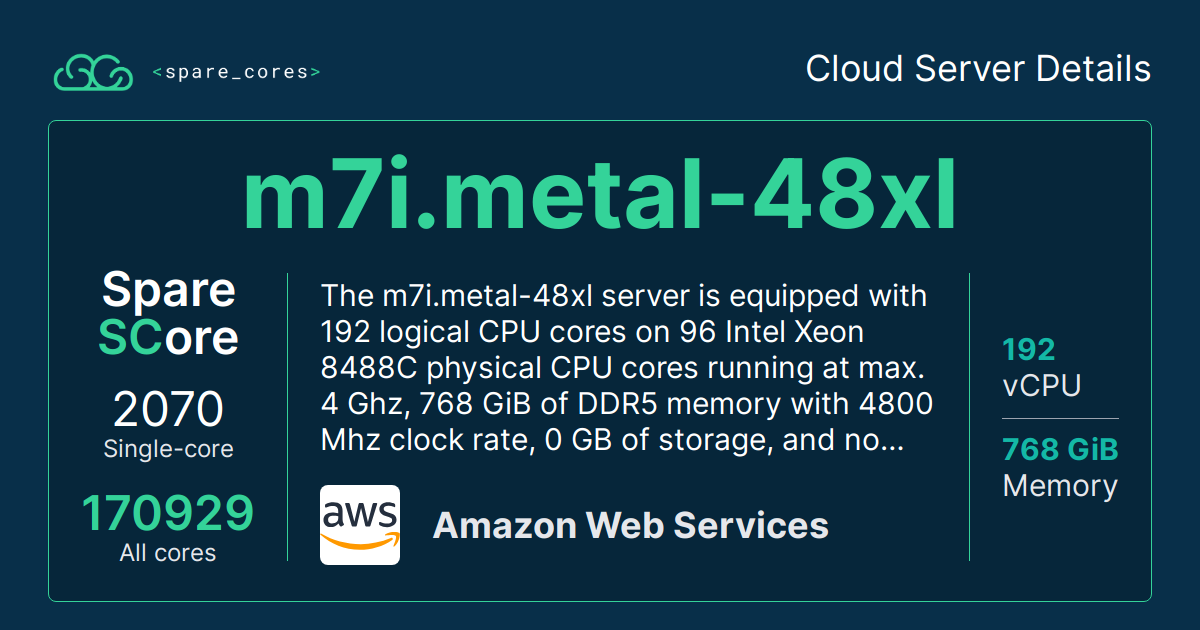 <spare_cores>
Cloud Server Details
m7i.metal-48xl
Spare
SCore
2070
Single-core
170929
All cores
The m7i.metal-48xl server is equipped with
192 logical CPU cores on 96 Intel Xeon
8488C physical CPU cores running at max.
4 Ghz, 768 GiB of DDR5 memory with 4800
Mhz clock rate, 0 GB of storage, and no...
aws
Amazon Web Services
192
vCPU
768 GiB
Memory